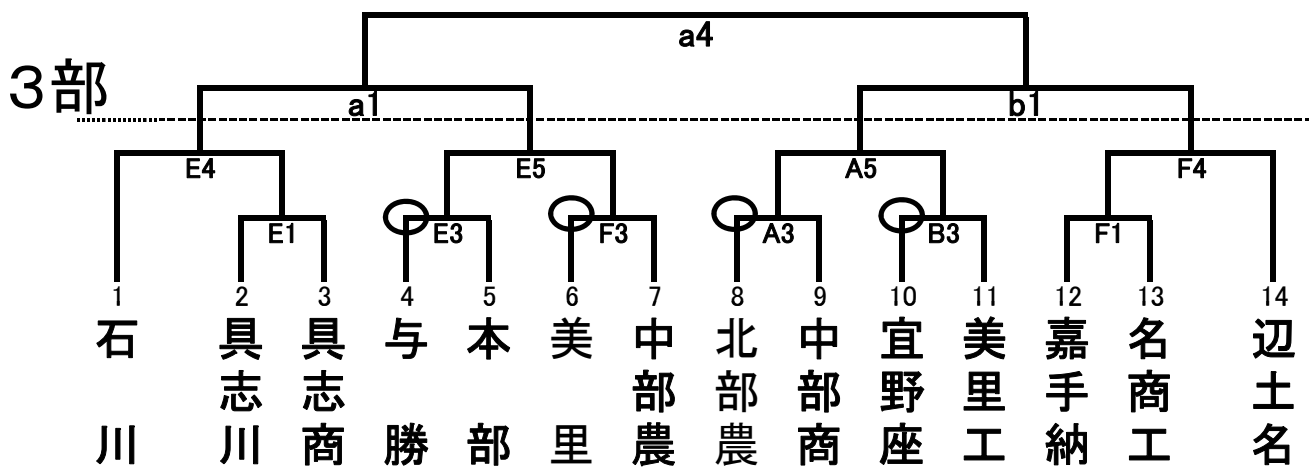 a4
３部
a1
b1
E4
E5
A5
F4
E1
E3
F3
A3
B3
F1
1
2
3
4
5
6
7
8
9
10
11
12
13
14
石川
具志川
具志商
与勝
本部
美里
中部農
北部農
中部商
宜野座
美里工
嘉手納
名商工
辺土名